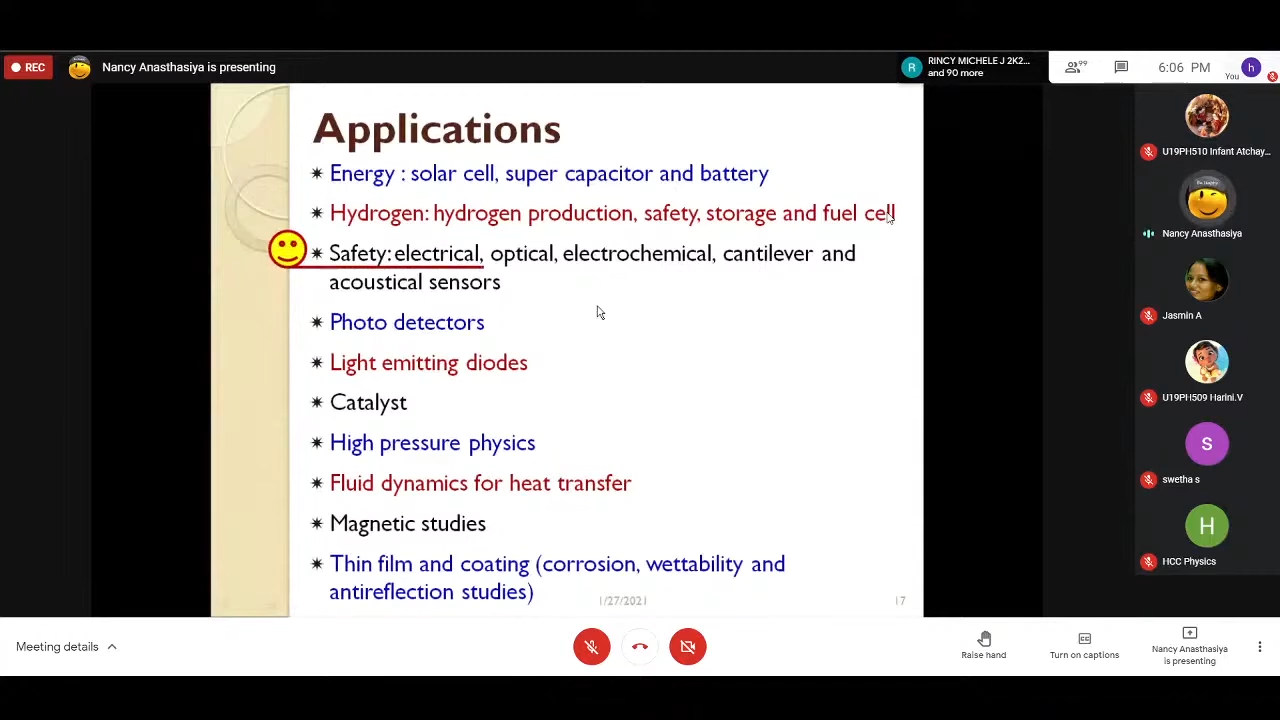 REC
Nancy Anasthasiya is presenting
R
RINCY MICHELE J 2K2...
and 90 more
99
6:06 PM
You
h
Applications
Energy : solar cell, super capacitor and battery
Hydrogen: hydrogen production, safety, storage and fuel cell
Safety: electrical, optical, electrochemical, cantilever and
acoustical sensors
Photo detectors
Light emitting diodes
Catalyst
High pressure physics
Fluid dynamics for heat transfer
Magnetic studies
Thin film and coating (corrosion, wettability and
antireflection studies)
1/27/2021
17
U19PH510 Infant Atchay...
Nancy Anasthasiya
Jasmin A
U19PH509 Harini.V
S
swetha s
H
HCC Physics
Meeting details
Raise hand
CC
Turn on captions
Nancy Anasthasiya
is presenting